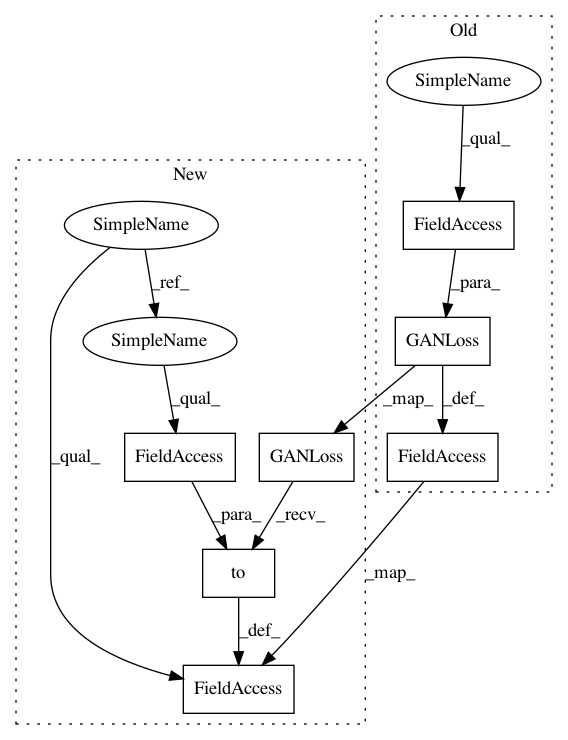 Old
SimpleName
_qual_
New
SimpleName
FieldAccess
_ref_
_para_
SimpleName
GANLoss
_qual_
_map_
_def_
_qual_
FieldAccess
GANLoss
FieldAccess
_para_
_recv_
to
_map_
_def_
FieldAccess